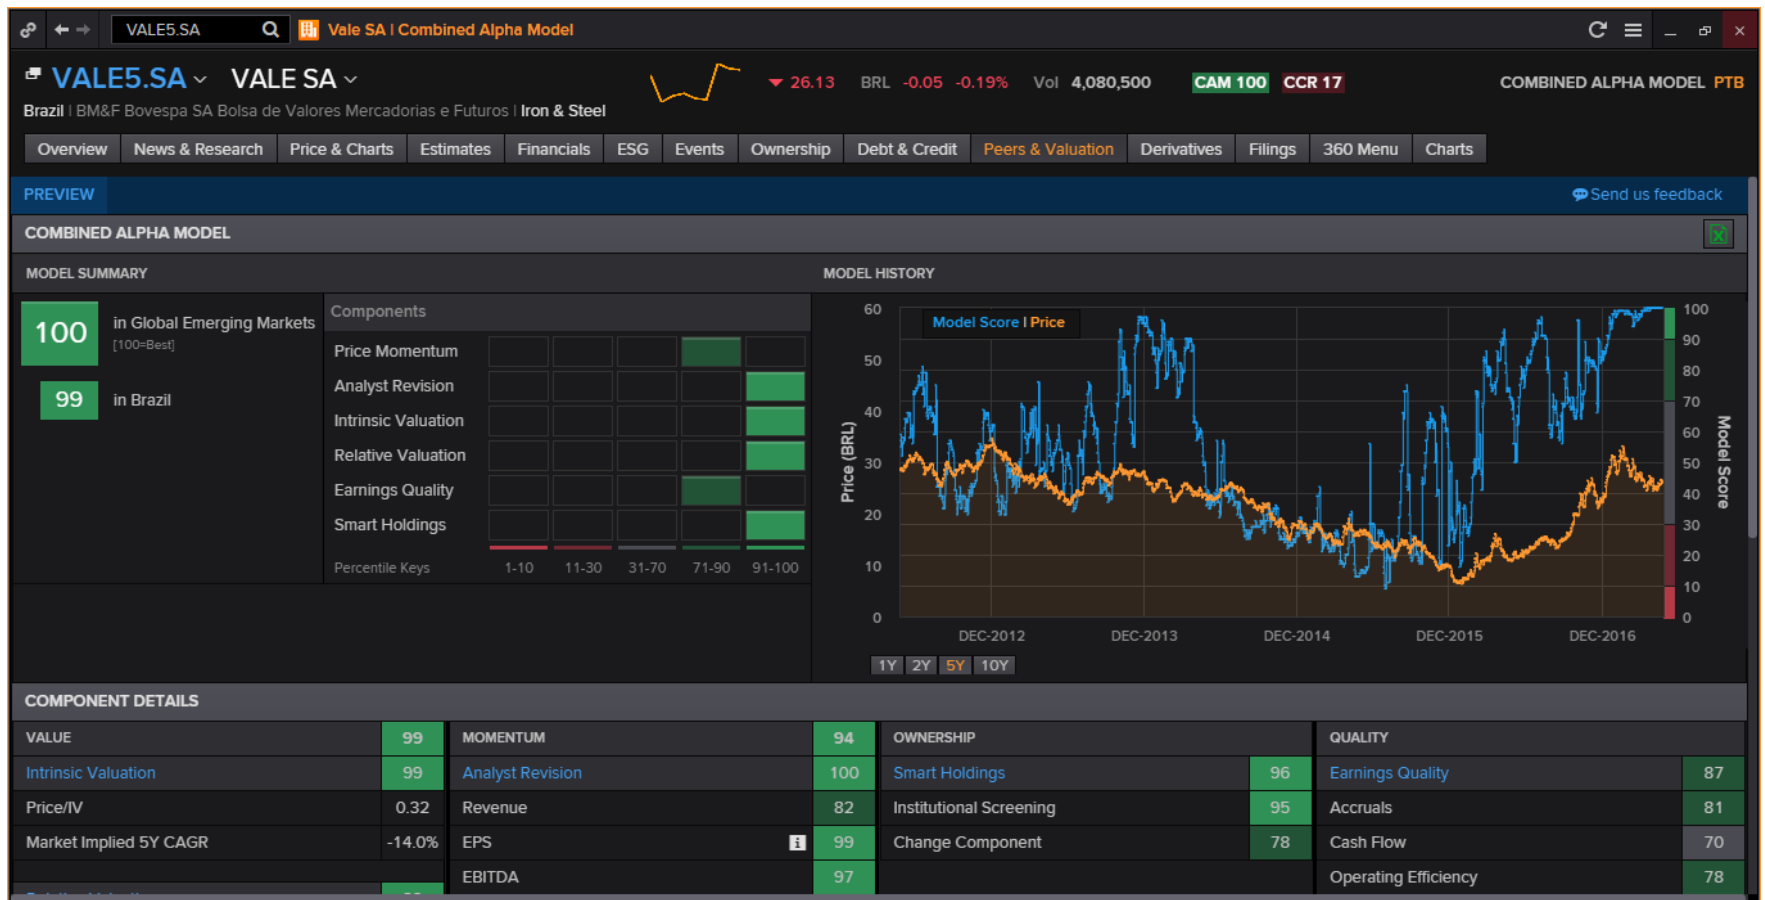 VALE5.SA Vale SA | Combined Alpha Model
VALE5.SA VALE SA 26.13 BRL -0.05 -0.19% Vol 4,080,500 CAM 100 CCR 17 COMBINED ALPHA MODEL PTB
Brazil | BM&F Bovespa SA Bolsa de Valores Mercadorias e Futuros | Iron & Steel
Overview News & Research Price & Charts Estimates Financials ESG Events Ownership Debt & Credit Peers & Valuation Derivatives Filings 360 Menu Charts
PREVIEW Send us feedback
COMBINED ALPHA MODEL
MODEL SUMMARY
100 in Global Emerging Markets
[100=Best]
99 in Brazil
Components
Price Momentum
Analyst Revision
Intrinsic Valuation
Relative Valuation
Earnings Quality
Smart Holdings
Percentile Keys 1-10 11-30 31-70 71-90 91-100
MODEL HISTORY
Model Score | Price
Price (BRL)
60
50
40
30
20
10
0
100
90
80
70
60
50
40
30
20
10
0
Model Score
DEC-2012 DEC-2013 DEC-2014 DEC-2015 DEC-2016
1Y 2Y 5Y 10Y
COMPONENT DETAILS
VALUE 99
Intrinsic Valuation 99
Price/IV 0.32
Market Implied 5Y CAGR -14.0%
MOMENTUM 94
Analyst Revision 100
Revenue 82
EPS i 99
EBITDA 97
OWNERSHIP
Smart Holdings 96
Institutional Screening 95
Change Component 78
QUALITY
Earnings Quality 87
Accruals 81
Cash Flow 70
Operating Efficiency 78